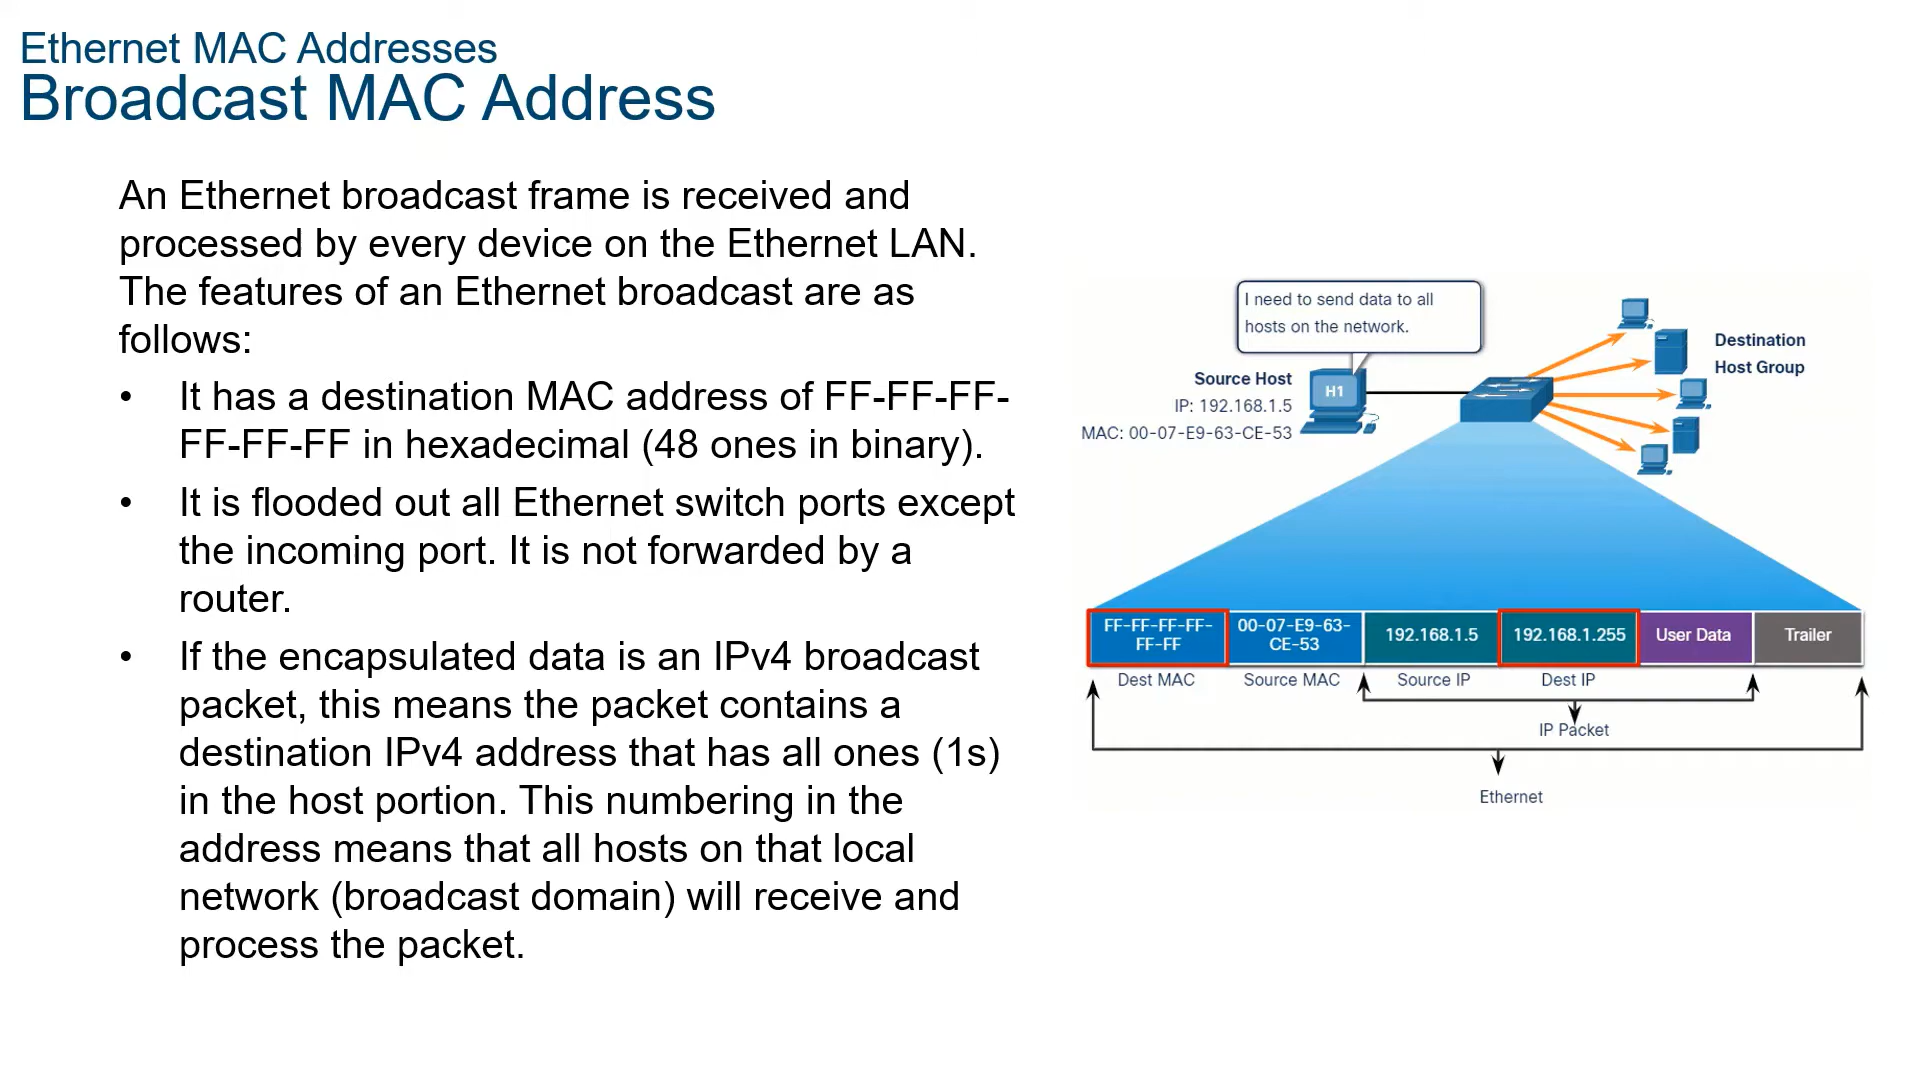 Ethernet MAC Addresses
Broadcast MAC Address
An Ethernet broadcast frame is received and
processed by every device on the Ethernet LAN.
The features of an Ethernet broadcast are as
follows:
• It has a destination MAC address of FF-FF-FF-
FF-FF-FF in hexadecimal (48 ones in binary).
• It is flooded out all Ethernet switch ports except
the incoming port. It is not forwarded by a
router.
• If the encapsulated data is an IPv4 broadcast
packet, this means the packet contains a
destination IPv4 address that has all ones (1s)
in the host portion. This numbering in the
address means that all hosts on that local
network (broadcast domain) will receive and
process the packet.
I need to send data to all
hosts on the network.
Source Host
IP: 192.168.1.5
MAC: 00-07-E9-63-CE-53
H1
Destination
Host Group
FF-FF-FF-FF-
FF-FF
00-07-E9-63-
CE-53
192.168.1.5
192.168.1.255
User Data
Trailer
Dest MAC
Source MAC
Source IP
Dest IP
IP Packet
Ethernet